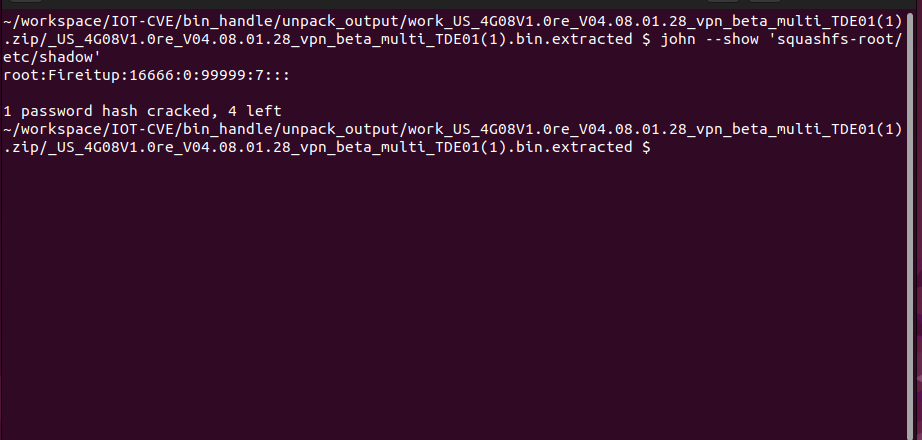 ~/workspace/IOT-CVE/bin_handle/unpack_output/work_US_4G08V1.0re_V04.08.01.28_vpn_beta_multi_TDE01(1)
.zip/_US_4G08V1.0re_V04.08.01.28_vpn_beta_multi_TDE01(1).bin.extracted $ john --show 'squashfs-root/
etc/shadow'
root:Fireitup:16666:0:99999:7:::
1 password hash cracked, 4 left
~/workspace/IOT-CVE/bin_handle/unpack_output/work_US_4G08V1.0re_V04.08.01.28_vpn_beta_multi_TDE01(1)
.zip/_US_4G08V1.0re_V04.08.01.28_vpn_beta_multi_TDE01(1).bin.extracted $